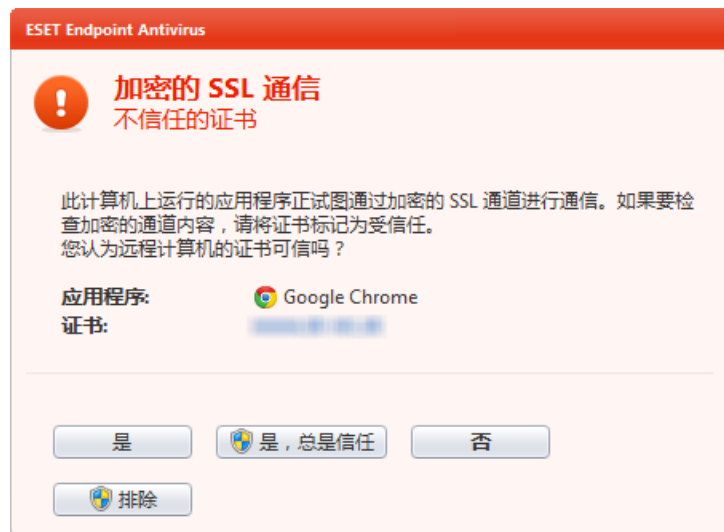 ESET Endpoint Antivirus
加密的 SSL 通信
不信任的证书
此计算机上运行的应用程序正试图通过加密的 SSL 通道进行通信。如果要检
查加密的通道内容，请将证书标记为受信任。
您认为远程计算机的证书可信吗？
应用程序: Google Chrome
证书:
是 是，总是信任 否
排除